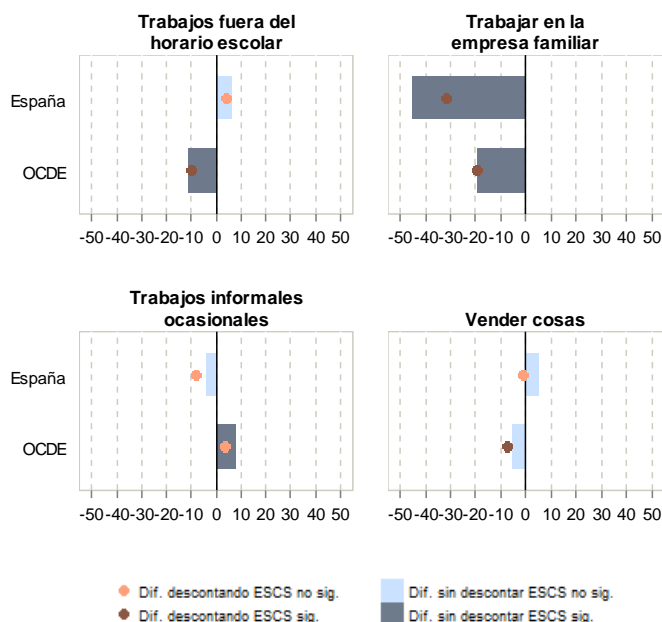 Trabajos fuera del
horario escolar
Trabajar en la
empresa familiar
España
OCDE
-50 -40 -30 -20 -10 0 10 20 30 40 50
-50 -40 -30 -20 -10 0 10 20 30 40 50
Trabajos informales
ocasionales
Vender cosas
España
OCDE
-50 -40 -30 -20 -10 0 10 20 30 40 50
-50 -40 -30 -20 -10 0 10 20 30 40 50
Dif. descontando ESCS no sig.
Dif. descontando ESCS sig.
Dif. sin descontar ESCS no sig.
Dif. sin descontar ESCS sig.